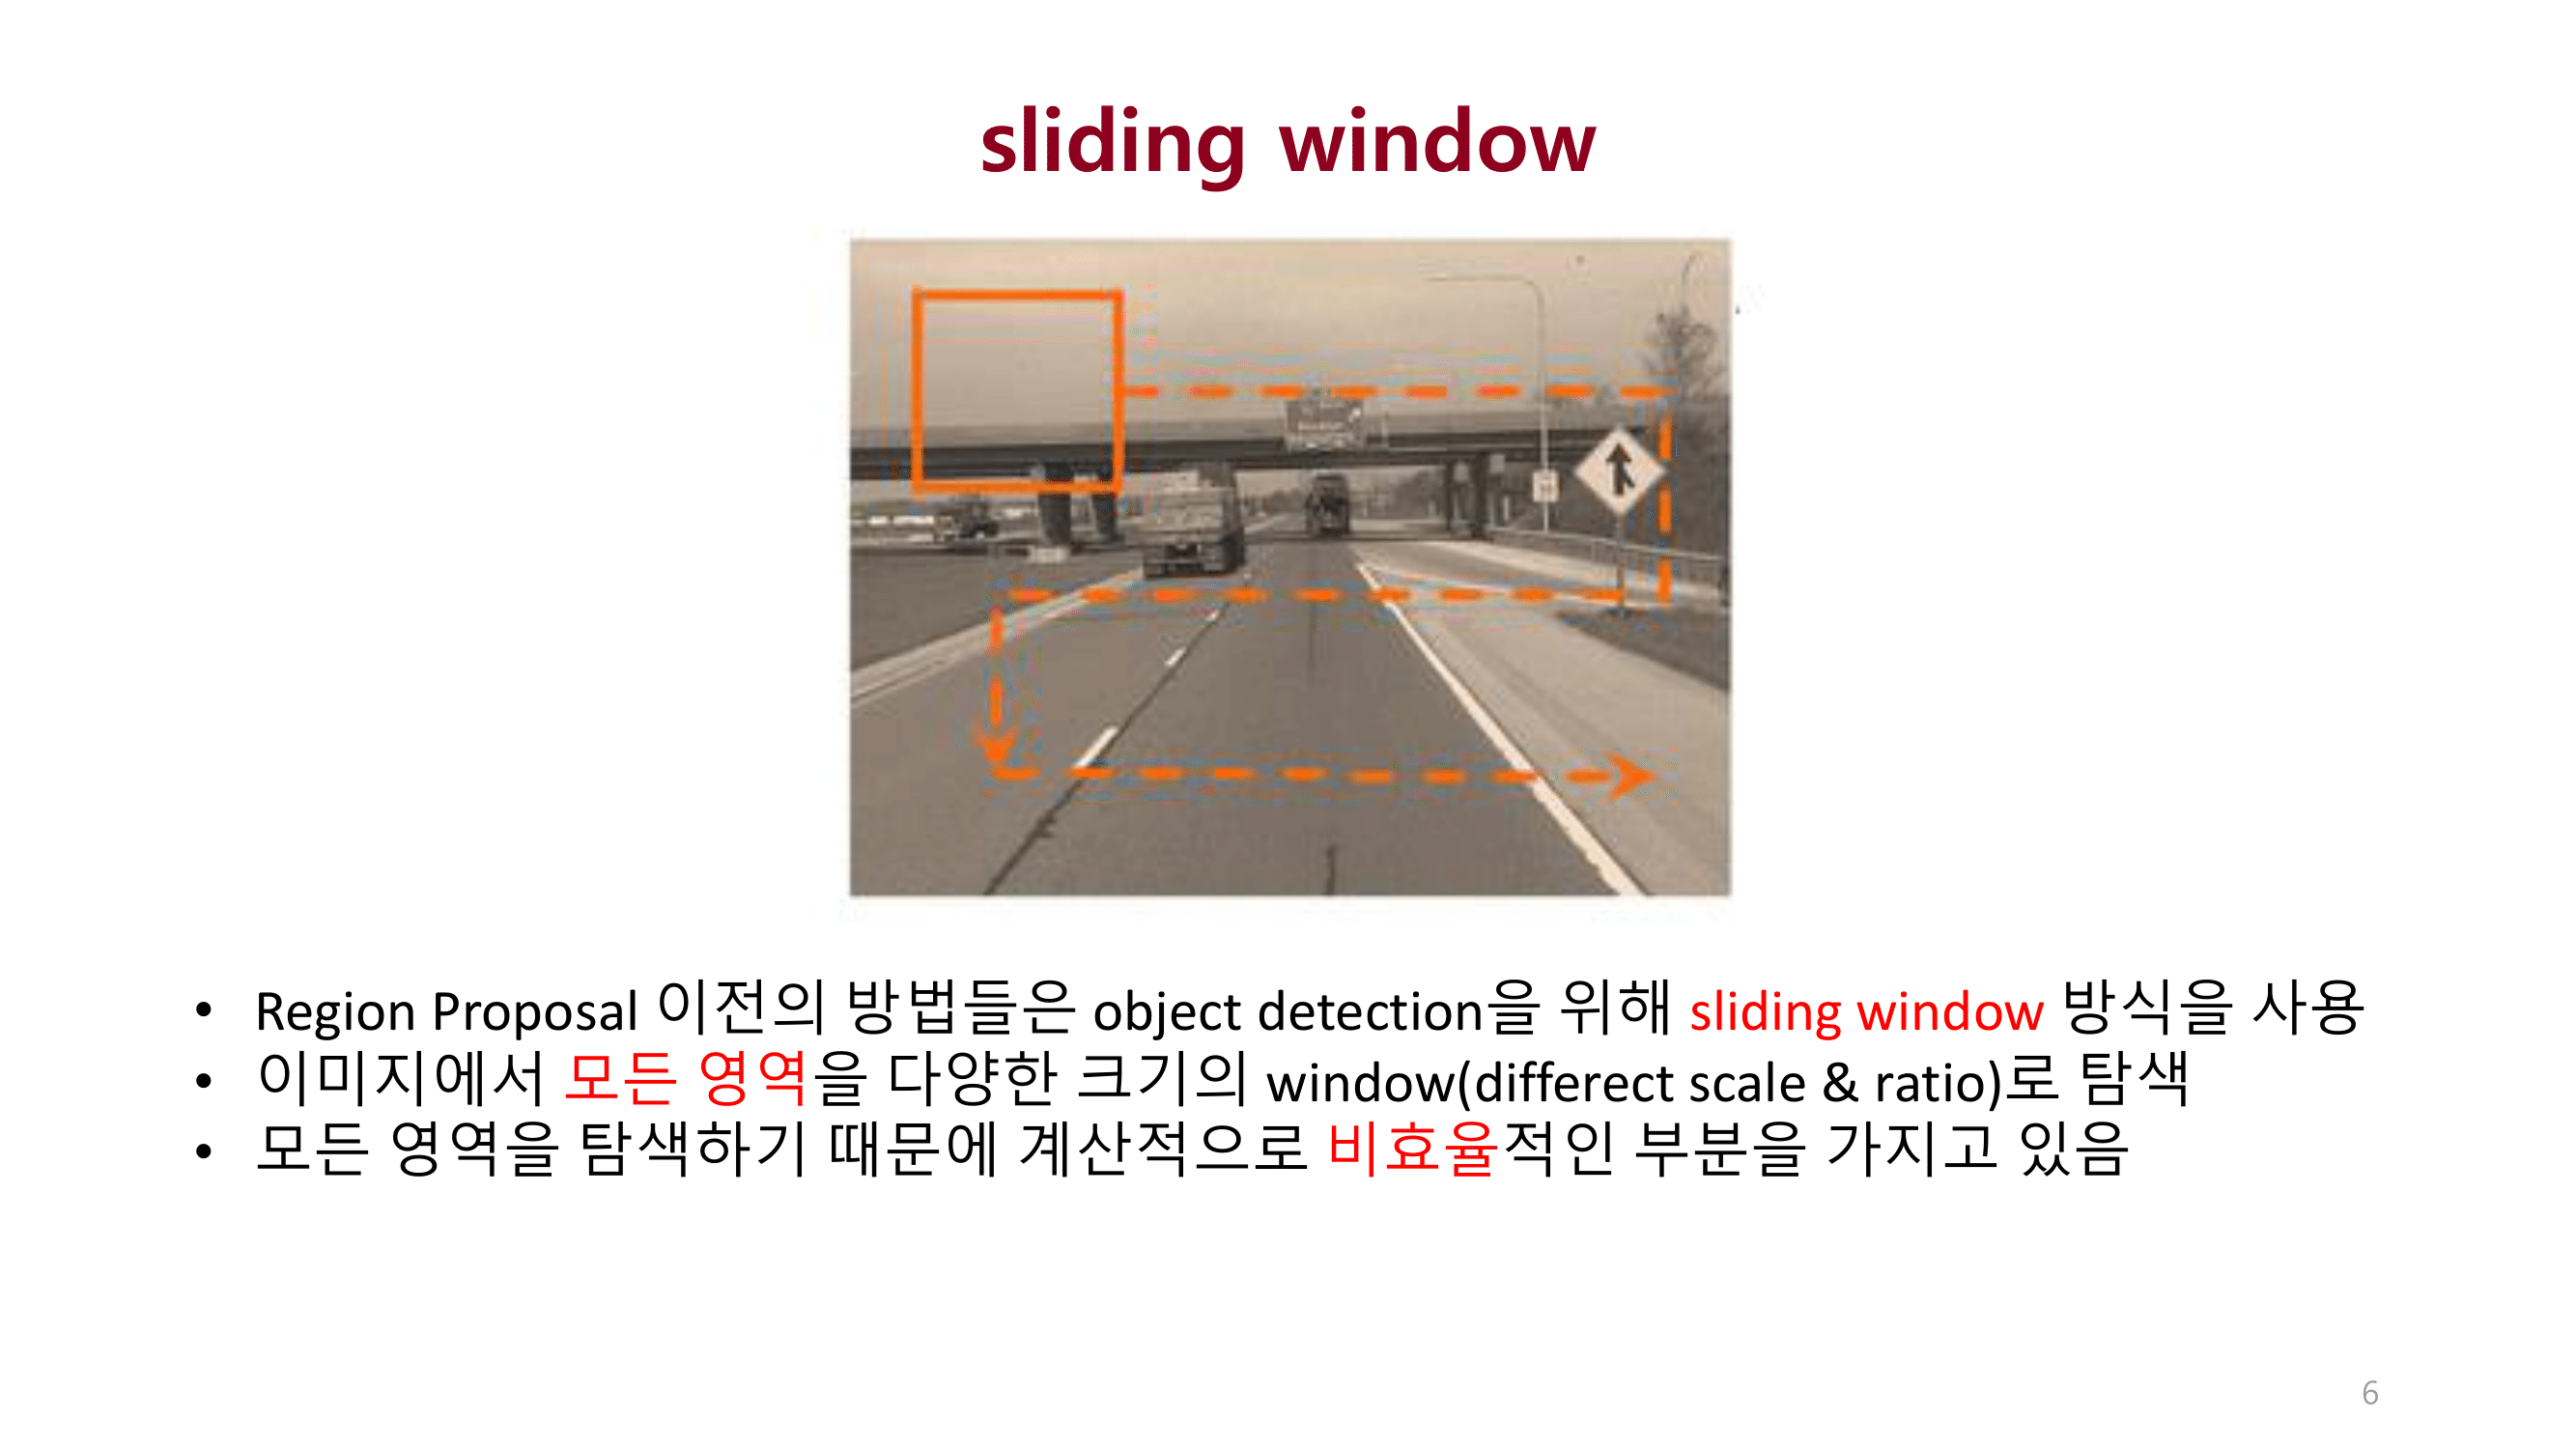 sliding window
• Region Proposal 이전의 방법들은 object detection을 위해 sliding window 방식을 사용
• 이미지에서 모든 영역을 다양한 크기의 window(differect scale & ratio)로 탐색
• 모든 영역을 탐색하기 때문에 계산적으로 비효율적인 부분을 가지고 있음
6